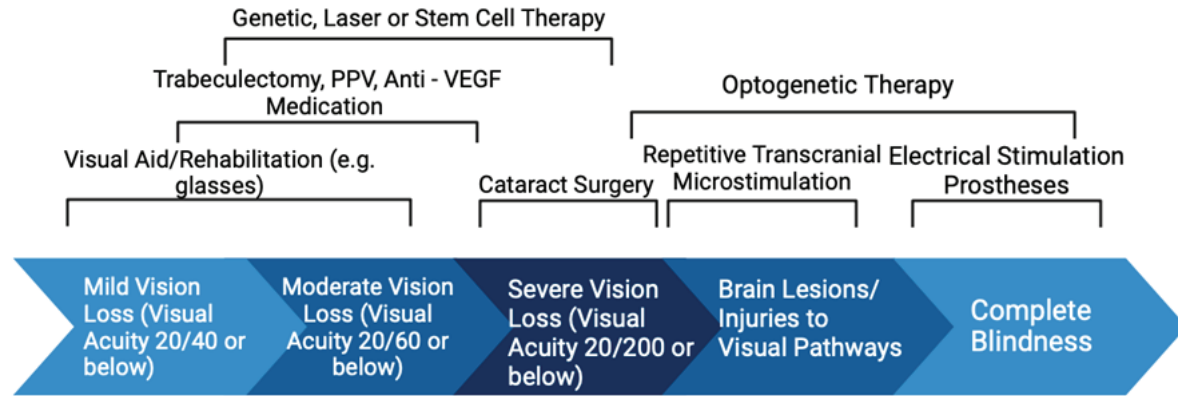 Genetic, Laser or Stem Cell Therapy
Trabeculectomy, PPV, Anti - VEGF
Medication
Optogenetic Therapy
Visual Aid/Rehabilitation (e.g.
glasses)
Cataract Surgery
Repetitive Transcranial
Microstimulation
Electrical Stimulation
Prostheses
Mild Vision
Loss (Visual
Acuity 20/40 or
below)
Moderate Vision
Loss (Visual
Acuity 20/60 or
below)
Severe Vision
Loss (Visual
Acuity 20/200 or
below)
Brain Lesions/
Injuries to
Visual Pathways
Complete
Blindness